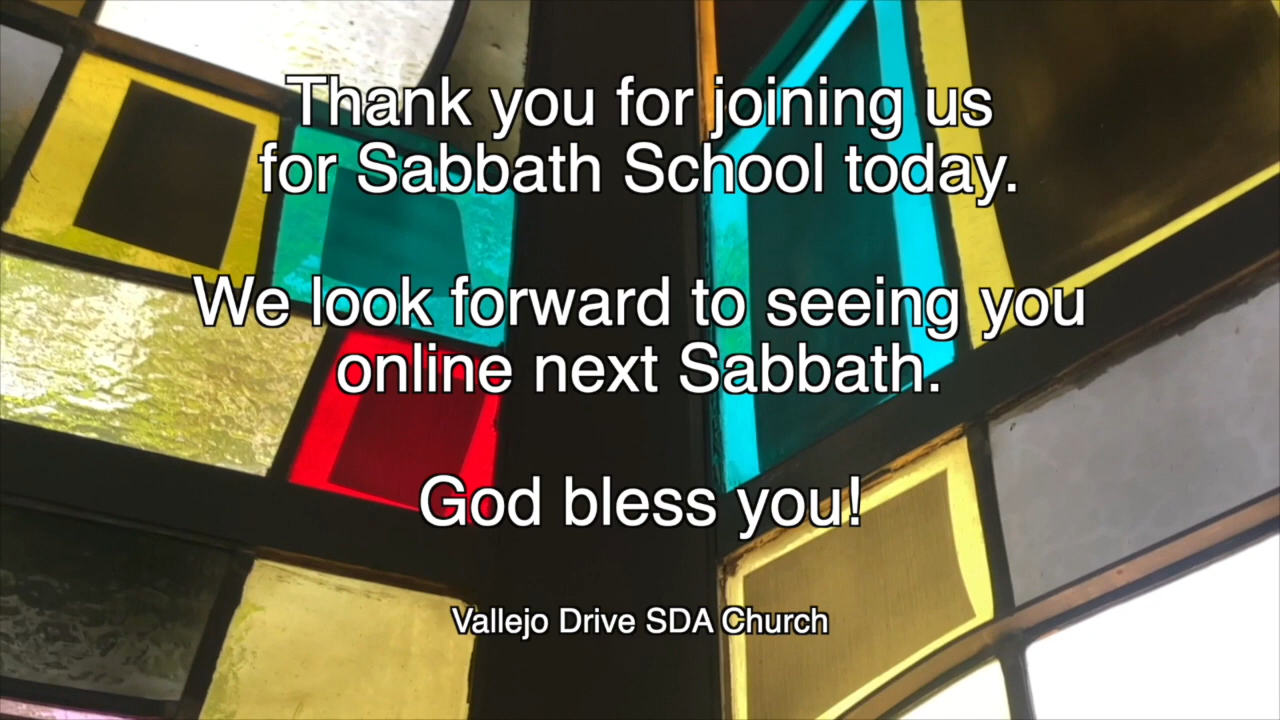 Thank you for joining us
for Sabbath School today.
We look forward to seeing you
online next Sabbath.
God bless you!
Vallejo Drive SDA Church